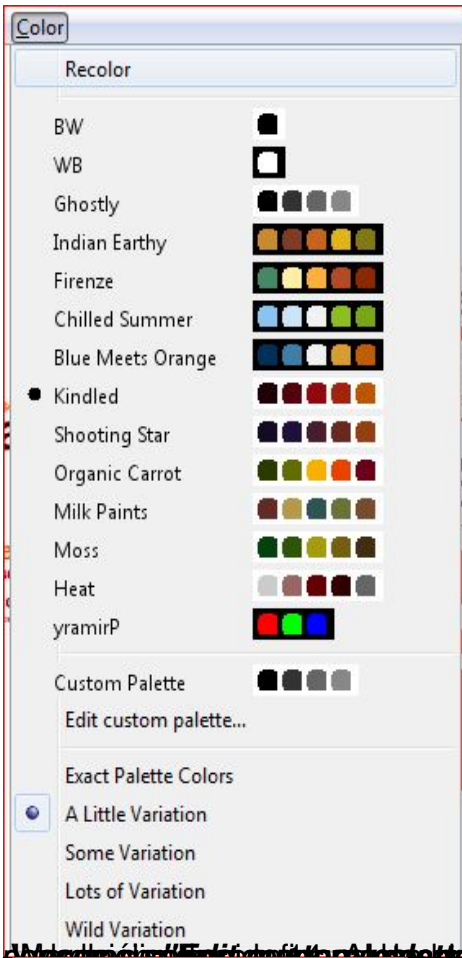 Color
Recolor
BW
WB
Ghostly
Indian Earthy
Firenze
Chilled Summer
Blue Meets Orange
Kindled
Shooting Star
Organic Carrot
Milk Paints
Moss
Heat
yramirP
Custom Palette
Edit custom palette...
Exact Palette Colors
A Little Variation
Some Variation
Lots of Variation
Wild Variation